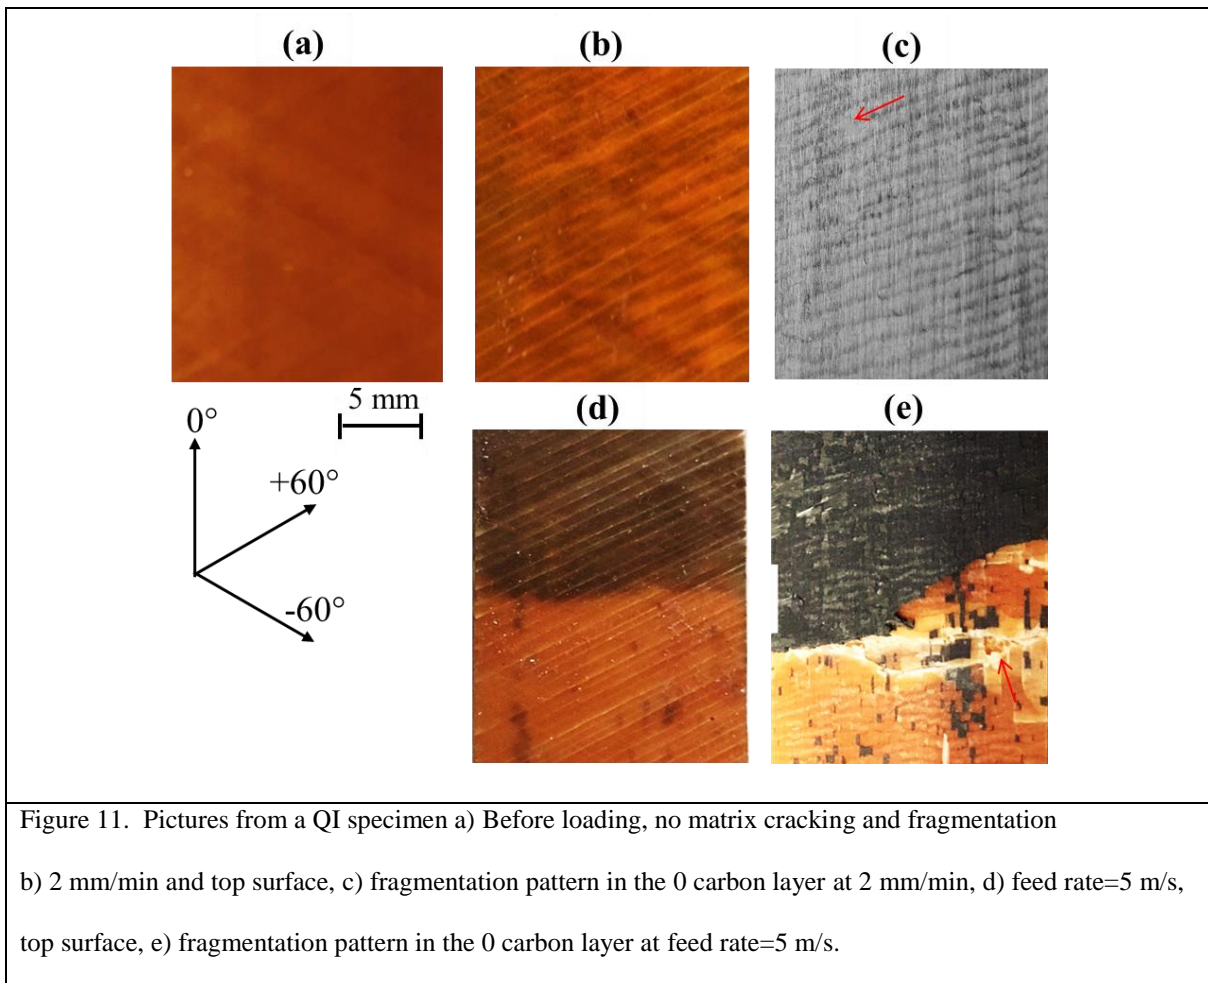 (a) (b) (c)
5 mm
(d) (e)
0°
+60°
-60°
Figure 11. Pictures from a QI specimen a) Before loading, no matrix cracking and fragmentation
b) 2 mm/min and top surface, c) fragmentation pattern in the 0 carbon layer at 2 mm/min, d) feed rate=5 m/s,
top surface, e) fragmentation pattern in the 0 carbon layer at feed rate=5 m/s.